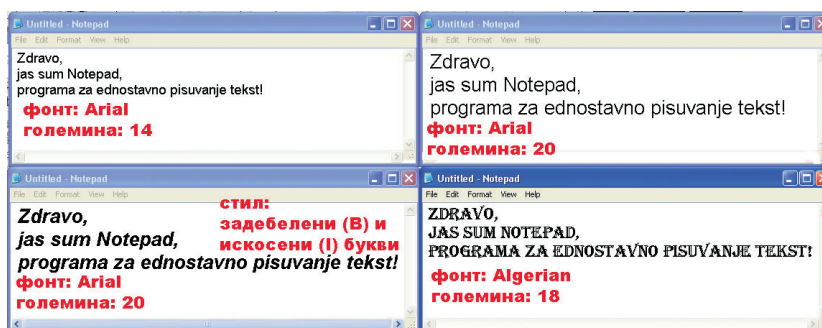 Untitled - Notepad
File Edit Format View Help
Zdravo,
jas sum Notepad,
programa za ednostavno pisuvanje tekst!
фонт: Arial
големина: 14
Untitled - Notepad
File Edit Format View Help
Zdravo,
jas sum Notepad,
programa za ednostavno pisuvanje tekst!
фонт: Arial
големина: 20
Untitled - Notepad
File Edit Format View Help
стил:
задебелени (B) и
искосени (I) букви
Zdravo,
jas sum Notepad,
programa za ednostavno pisuvanje tekst!
фонт: Arial
големина: 20
Untitled - Notepad
File Edit Format View Help
ZDRAVO,
JAS SUM NOTEPAD,
PROGRAMA ZA EDNOSTAVNO PISUVANJE TEKST!
фонт: Algerian
големина: 18